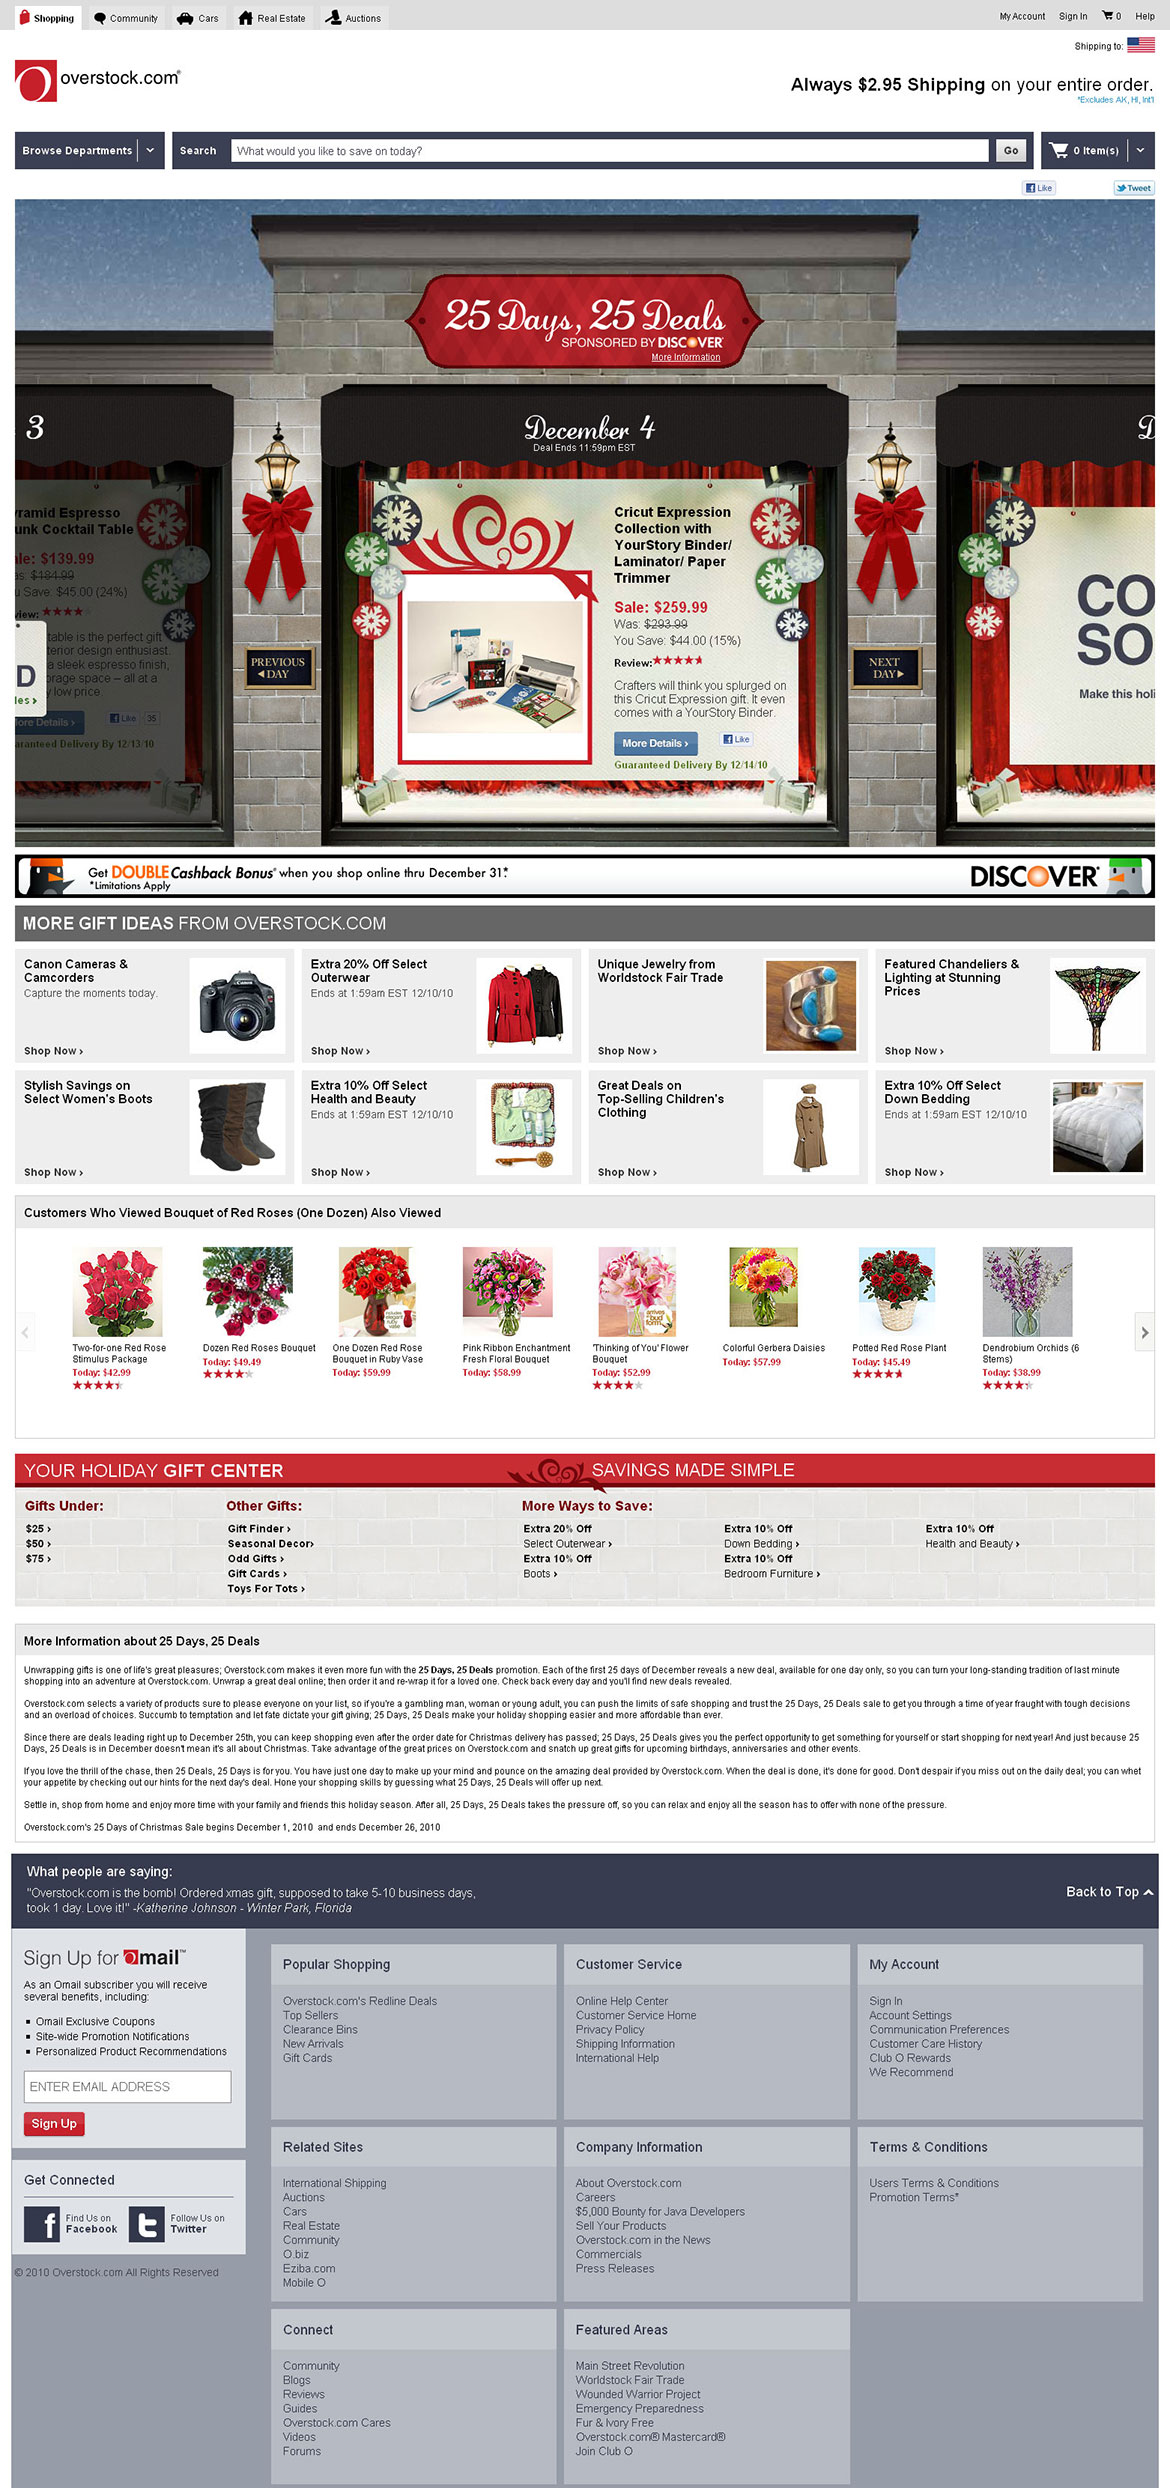 Shopping Community Cars Real Estate Auctions My Account Sign In 0 Help
Shipping to:
overstock.com®
Always $2.95 Shipping on your entire order.
*Excludes AK, HI, Int'l
Browse Departments Search What would you like to save on today? Go 0 Item(s)
Like Tweet
25 Days, 25 Deals
SPONSORED BY DISCOVER
More Information
3
December 4
Deal Ends 11:59pm EST
yramid Espresso
unk Cocktail Table
ale: $139.99
as: $184.99
u Save: $45.00 (24%)
view:
table is the perfect gift
terior design enthusiast.
a sleek espresso finish,
orage space – all at a
y low price.
D
les ›
ore Details ›
Like 35
aranteed Delivery By 12/13/10
PREVIOUS
DAY
Cricut Expression
Collection with
YourStory Binder/
Laminator/ Paper
Trimmer
Sale: $259.99
Was: $293.99
You Save: $44.00 (15%)
Review:
Crafters will think you splurged on
this Cricut Expression gift. It even
comes with a YourStory Binder.
More Details › Like
Guaranteed Delivery By 12/14/10
NEXT
DAY
D
CO
SO
Make this holi
Get DOUBLE Cashback Bonus® when you shop online thru December 31.*
*Limitations Apply
DISCOVER®
MORE GIFT IDEAS FROM OVERSTOCK.COM
Canon Cameras &
Camcorders
Capture the moments today.
Shop Now ›
Extra 20% Off Select
Outerwear
Ends at 1:59am EST 12/10/10
Shop Now ›
Unique Jewelry from
Worldstock Fair Trade
Shop Now ›
Featured Chandeliers &
Lighting at Stunning
Prices
Shop Now ›
Stylish Savings on
Select Women's Boots
Shop Now ›
Extra 10% Off Select
Health and Beauty
Ends at 1:59am EST 12/10/10
Shop Now ›
Great Deals on
Top-Selling Children's
Clothing
Shop Now ›
Extra 10% Off Select
Down Bedding
Ends at 1:59am EST 12/10/10
Shop Now ›
Customers Who Viewed Bouquet of Red Roses (One Dozen) Also Viewed
Two-for-one Red Rose
Stimulus Package
Today: $42.99
Dozen Red Roses Bouquet
Today: $49.49
One Dozen Red Rose
Bouquet in Ruby Vase
Today: $59.99
Pink Ribbon Enchantment
Fresh Floral Bouquet
Today: $58.99
'Thinking of You' Flower
Bouquet
Today: $52.99
Colorful Gerbera Daisies
Today: $57.99
Potted Red Rose Plant
Today: $45.49
Dendrobium Orchids (6
Stems)
Today: $38.99
YOUR HOLIDAY GIFT CENTER SAVINGS MADE SIMPLE
Gifts Under:
$25 ›
$50 ›
$75 ›
Other Gifts:
Gift Finder ›
Seasonal Decor›
Odd Gifts ›
Gift Cards ›
Toys For Tots ›
More Ways to Save:
Extra 20% Off
Select Outerwear ›
Extra 10% Off
Boots ›
Extra 10% Off
Down Bedding ›
Extra 10% Off
Bedroom Furniture ›
Extra 10% Off
Health and Beauty ›
More Information about 25 Days, 25 Deals
Unwrapping gifts is one of life's great pleasures; Overstock.com makes it even more fun with the 25 Days, 25 Deals promotion. Each of the first 25 days of December reveals a new deal, available for one day only, so you can turn your long-standing tradition of last minute
shopping into an adventure at Overstock.com. Unwrap a great deal online; then order it and re-wrap it for a loved one. Check back every day and you'll find new deals revealed.
Overstock.com selects a variety of products sure to please everyone on your list, so if you're a gambling man, woman or young adult, you can push the limits of safe shopping and trust the 25 Days, 25 Deals sale to get you through a time of year fraught with tough decisions
and an overload of choices. Succumb to temptation and let fate dictate your gift giving; 25 Days, 25 Deals make your holiday shopping easier and more affordable than ever.
Since there are deals leading right up to December 25th, you can keep shopping even after the order date for Christmas delivery has passed; 25 Days, 25 Deals gives you the perfect opportunity to get something for yourself or start shopping for next year! And just because 25
Days, 25 Deals is in December doesn't mean it's all about Christmas. Take advantage of the great prices on Overstock.com and snatch up great gifts for upcoming birthdays, anniversaries and other events.
If you love the thrill of the chase, then 25 Deals, 25 Days is for you. You have just one day to make up your mind and pounce on the amazing deal provided by Overstock.com. When the deal is done, it's done for good. Don't despair if you miss out on the daily deal; you can whet
your appetite by checking out our hints for the next day's deal. Hone your shopping skills by guessing what 25 Days, 25 Deals will offer up next.
Settle in, shop from home and enjoy more time with your family and friends this holiday season. After all, 25 Days, 25 Deals takes the pressure off, so you can relax and enjoy all the season has to offer with none of the pressure.
Overstock.com's 25 Days of Christmas Sale begins December 1, 2010 and ends December 26, 2010
What people are saying:
"Overstock.com is the bomb! Ordered xmas gift, supposed to take 5-10 business days,
took 1 day. Love it!" -Katherine Johnson - Winter Park, Florida
Back to Top
Sign Up for Omail™
As an Omail subscriber you will receive
several benefits, including:
Omail Exclusive Coupons
Site-wide Promotion Notifications
Personalized Product Recommendations
ENTER EMAIL ADDRESS
Sign Up
Get Connected
Find Us on
Facebook
Follow Us on
Twitter
© 2010 Overstock.com All Rights Reserved
Popular Shopping
Overstock.com's Redline Deals
Top Sellers
Clearance Bins
New Arrivals
Gift Cards
Customer Service
Online Help Center
Customer Service Home
Privacy Policy
Shipping Information
International Help
My Account
Sign In
Account Settings
Communication Preferences
Customer Care History
Club O Rewards
We Recommend
Related Sites
International Shipping
Auctions
Cars
Real Estate
Community
O.biz
Eziba.com
Mobile O
Company Information
About Overstock.com
Careers
$5,000 Bounty for Java Developers
Sell Your Products
Overstock.com in the News
Commercials
Press Releases
Terms & Conditions
Users Terms & Conditions
Promotion Terms*
Connect
Community
Blogs
Reviews
Guides
Overstock.com Cares
Videos
Forums
Featured Areas
Main Street Revolution
Worldstock Fair Trade
Wounded Warrior Project
Emergency Preparedness
Fur & Ivory Free
Overstock.com® Mastercard®
Join Club O